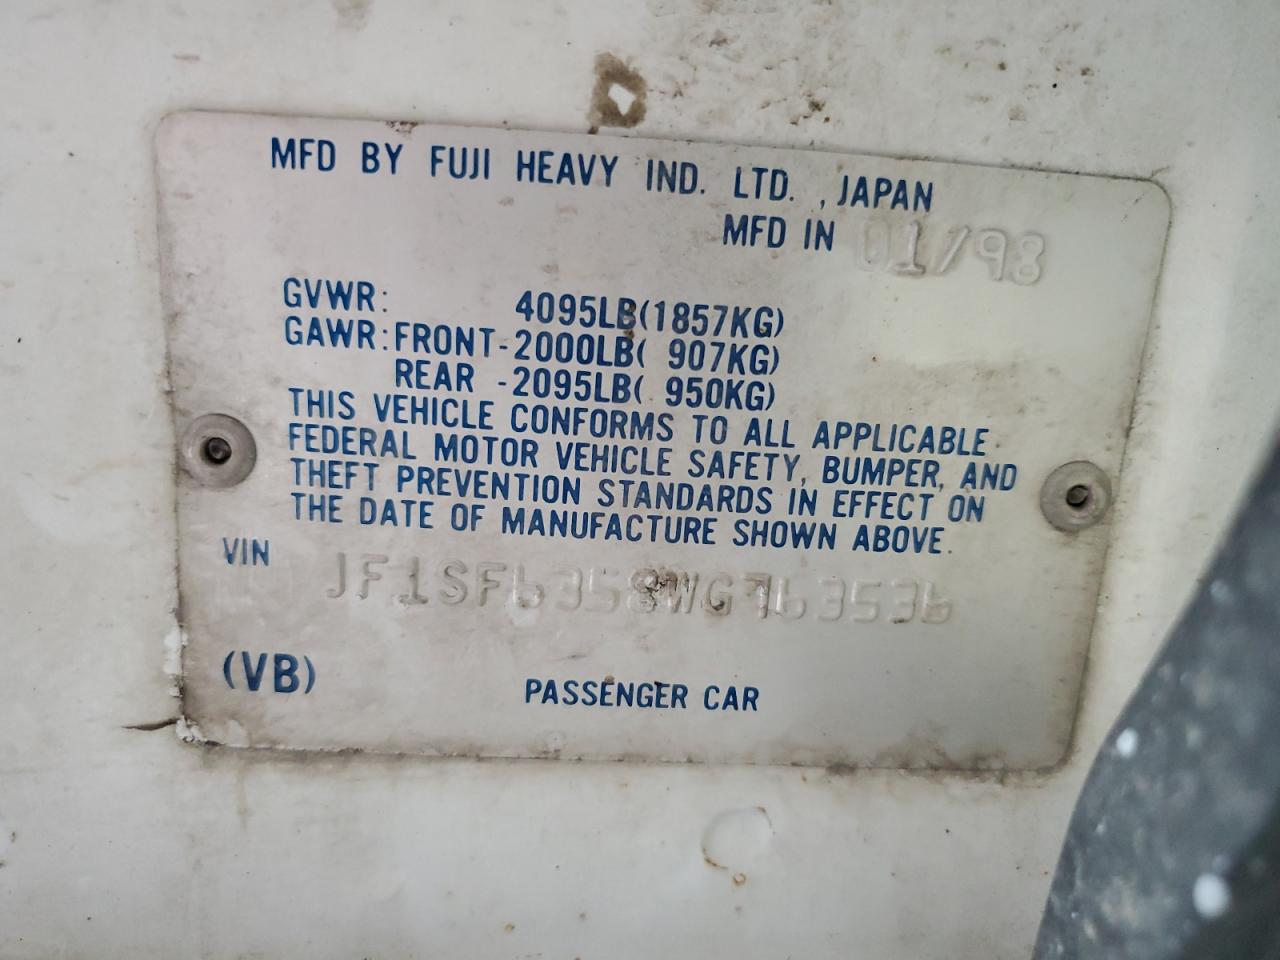 MFD BY FUJI HEAVY IND. LTD. , JAPAN
MFD IN 01/98
GVWR: 4095LB(1857KG)
GAWR:FRONT-2000LB( 907KG)
REAR -2095LB( 950KG)
THIS VEHICLE CONFORMS TO ALL APPLICABLE
FEDERAL MOTOR VEHICLE SAFETY, BUMPER, AND
THEFT PREVENTION STANDARDS IN EFFECT ON
THE DATE OF MANUFACTURE SHOWN ABOVE.
VIN JF1SF6358WG763536
(VB) PASSENGER CAR